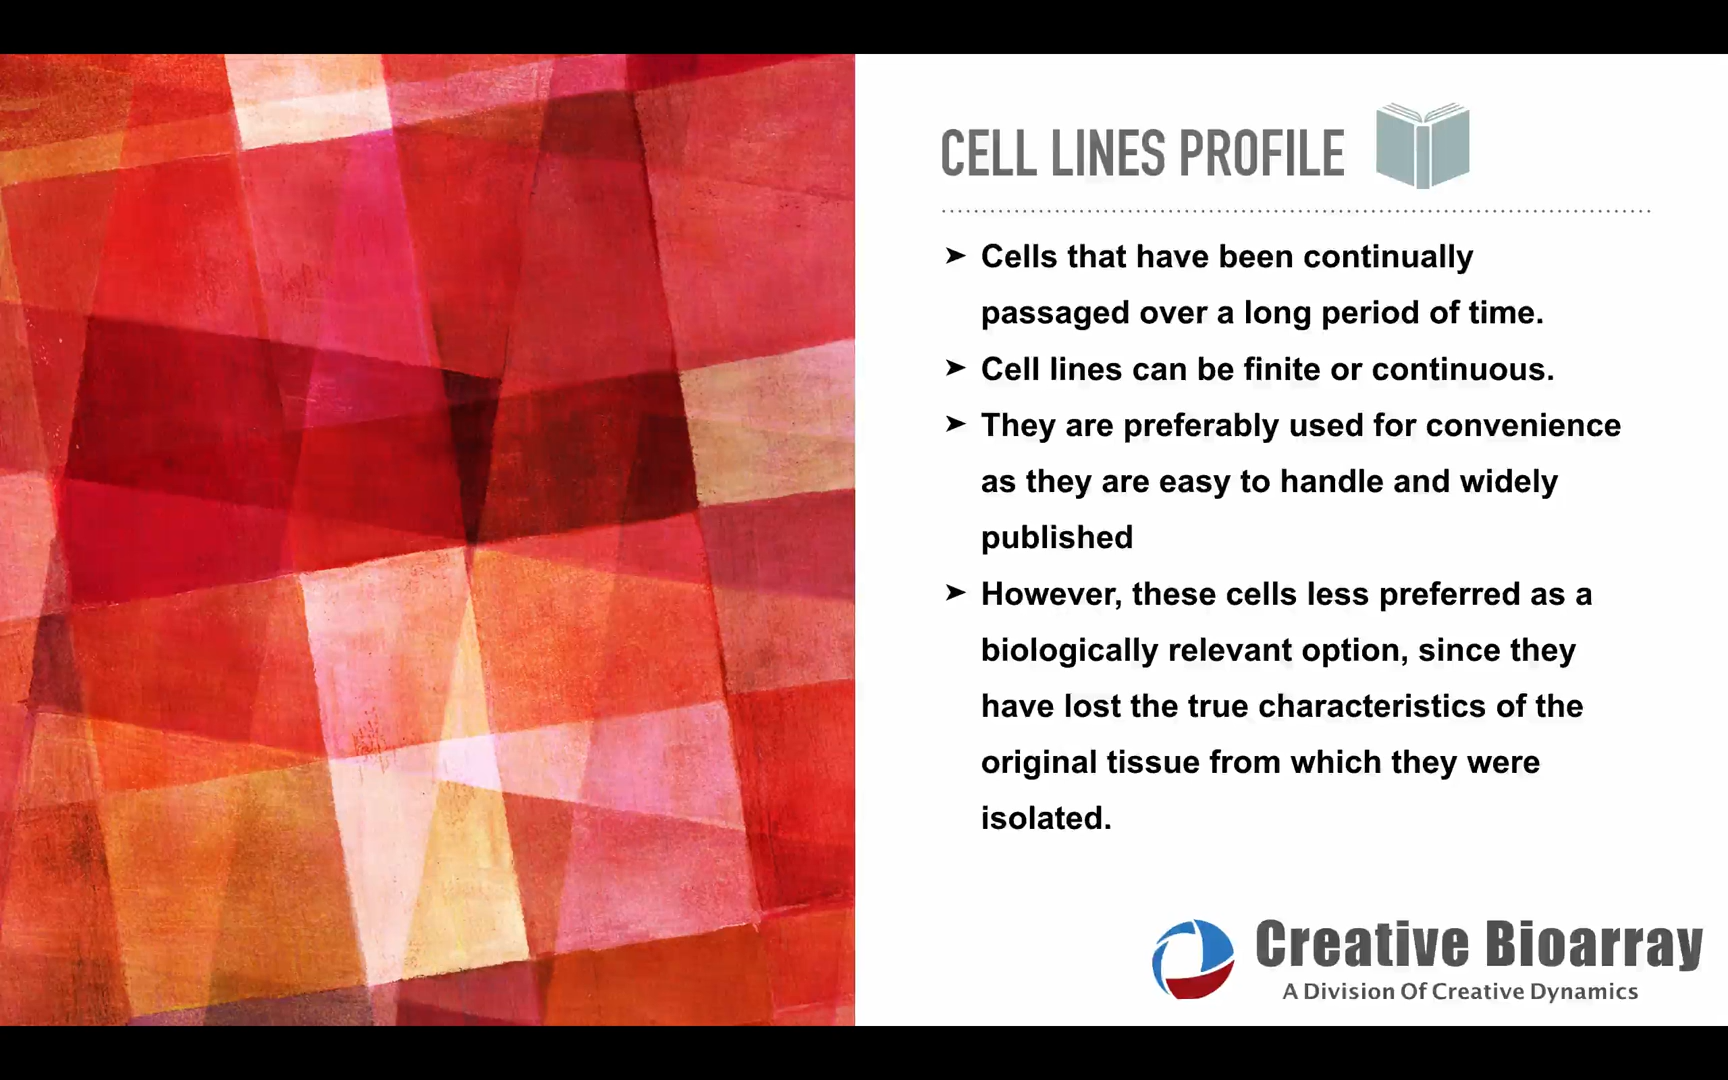 CELL LINES PROFILE
➤ Cells that have been continually
passaged over a long period of time.
➤ Cell lines can be finite or continuous.
➤ They are preferably used for convenience
as they are easy to handle and widely
published
➤ However, these cells less preferred as a
biologically relevant option, since they
have lost the true characteristics of the
original tissue from which they were
isolated.
Creative Bioarray
A Division Of Creative Dynamics